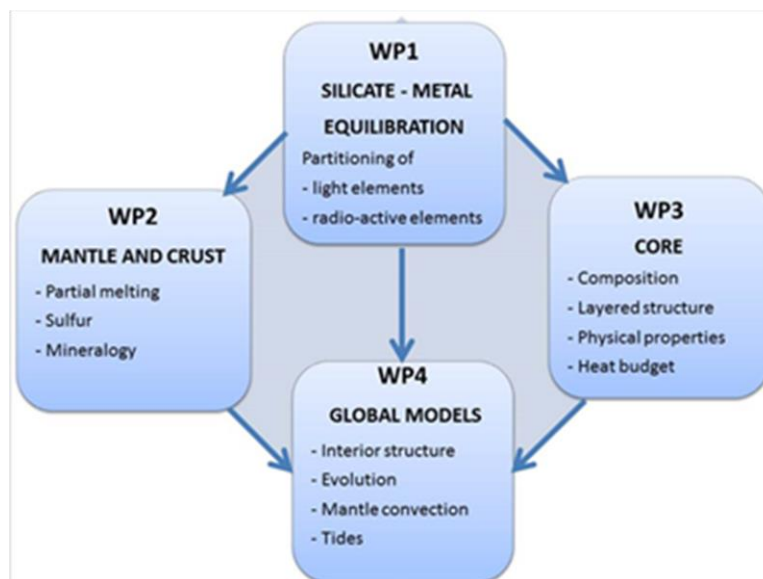 WP1
SILICATE - METAL
EQUILIBRATION
Partitioning of
- light elements
- radio-active elements
WP2
MANTLE AND CRUST
- Partial melting
- Sulfur
- Mineralogy
WP3
CORE
- Composition
- Layered structure
- Physical properties
- Heat budget
WP4
GLOBAL MODELS
- Interior structure
- Evolution
- Mantle convection
- Tides